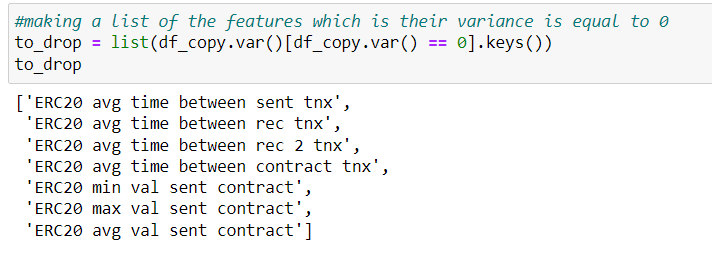 #making a list of the features which is their variance is equal to 0
to_drop = list(df_copy.var()[df_copy.var() == 0].keys())
to_drop
['ERC20 avg time between sent tnx',
'ERC20 avg time between rec tnx',
'ERC20 avg time between rec 2 tnx',
'ERC20 avg time between contract tnx',
'ERC20 min val sent contract',
'ERC20 max val sent contract',
'ERC20 avg val sent contract']